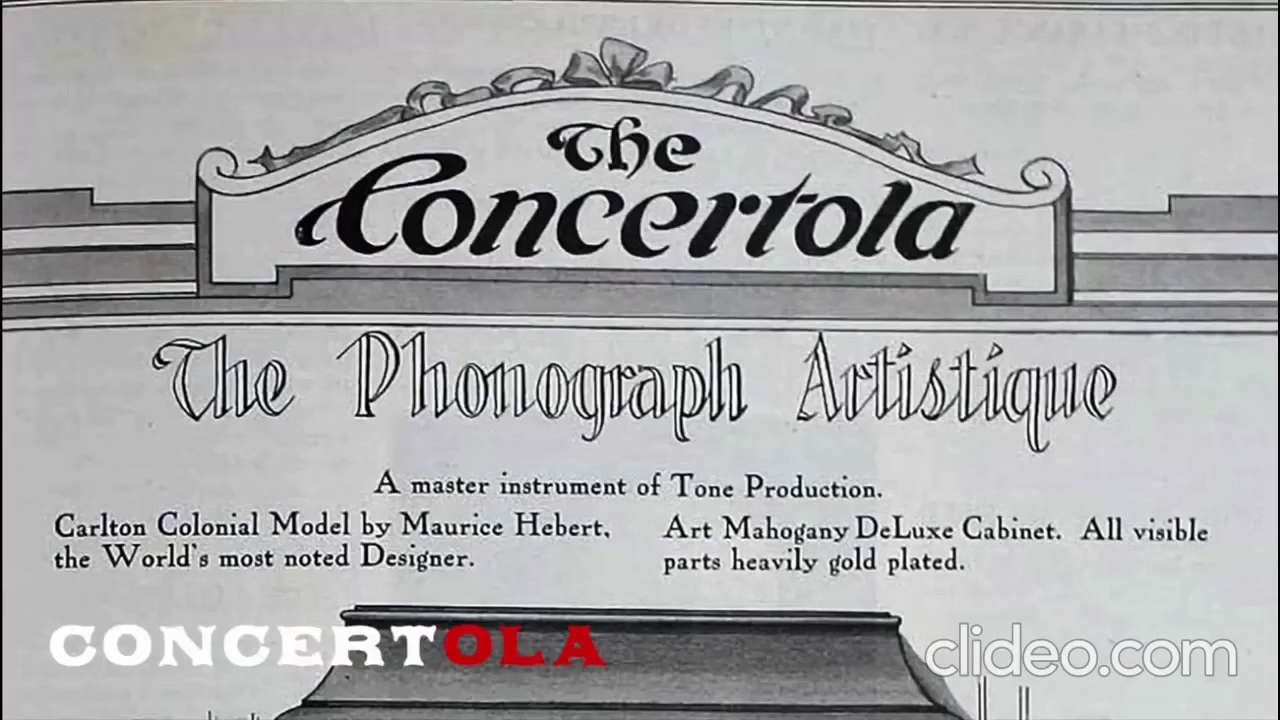 The
Concertola
The Phonograph Artistique
A master instrument of Tone Production.
Carlton Colonial Model by Maurice Hebert,
the World's most noted Designer.
Art Mahogany DeLuxe Cabinet. All visible
parts heavily gold plated.
CONCERTOLA
clideo.com